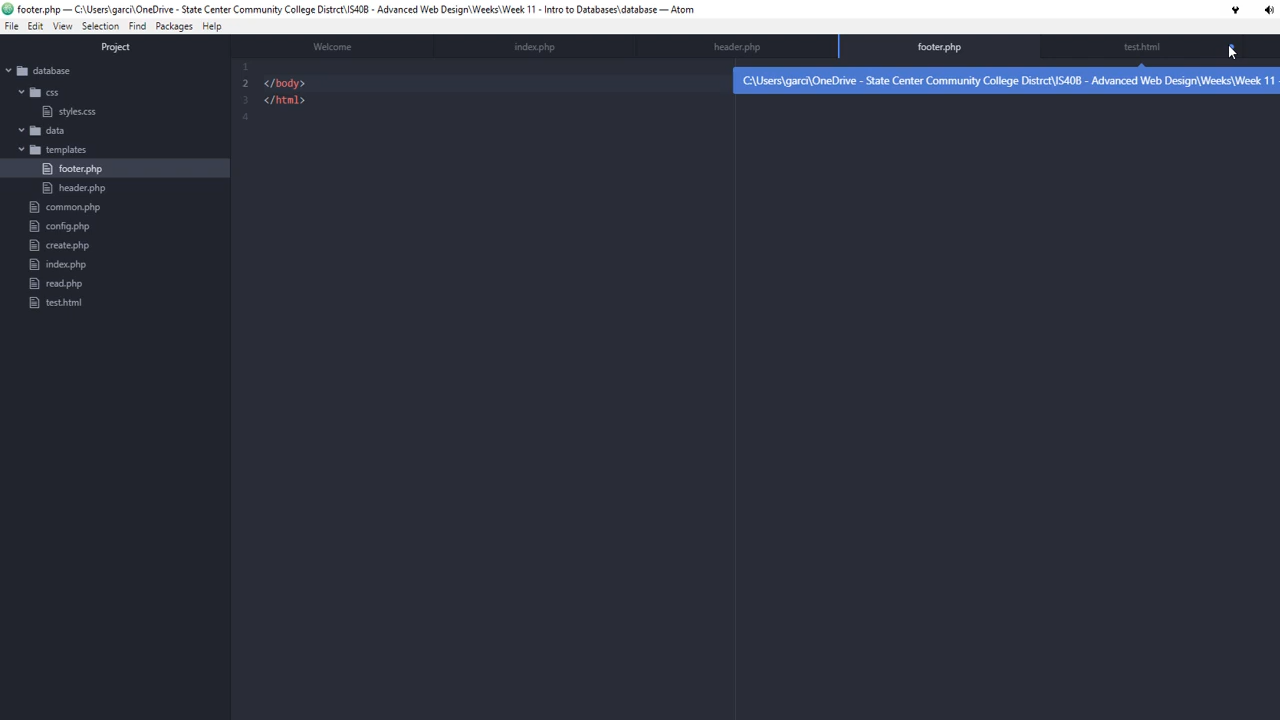 footer.php — C:\Users\garci\OneDrive - State Center Community College Distrct\IS40B - Advanced Web Design\Weeks\Week 11 - Intro to Databases\database — Atom
File Edit View Selection Find Packages Help
Project
Welcome index.php header.php footer.php test.html
C:\Users\garci\OneDrive - State Center Community College Distrct\IS40B - Advanced Web Design\Weeks\Week 11 -
database
css
styles.css
data
templates
footer.php
header.php
common.php
config.php
create.php
index.php
read.php
test.html
1
2 </body>
3 </html>
4